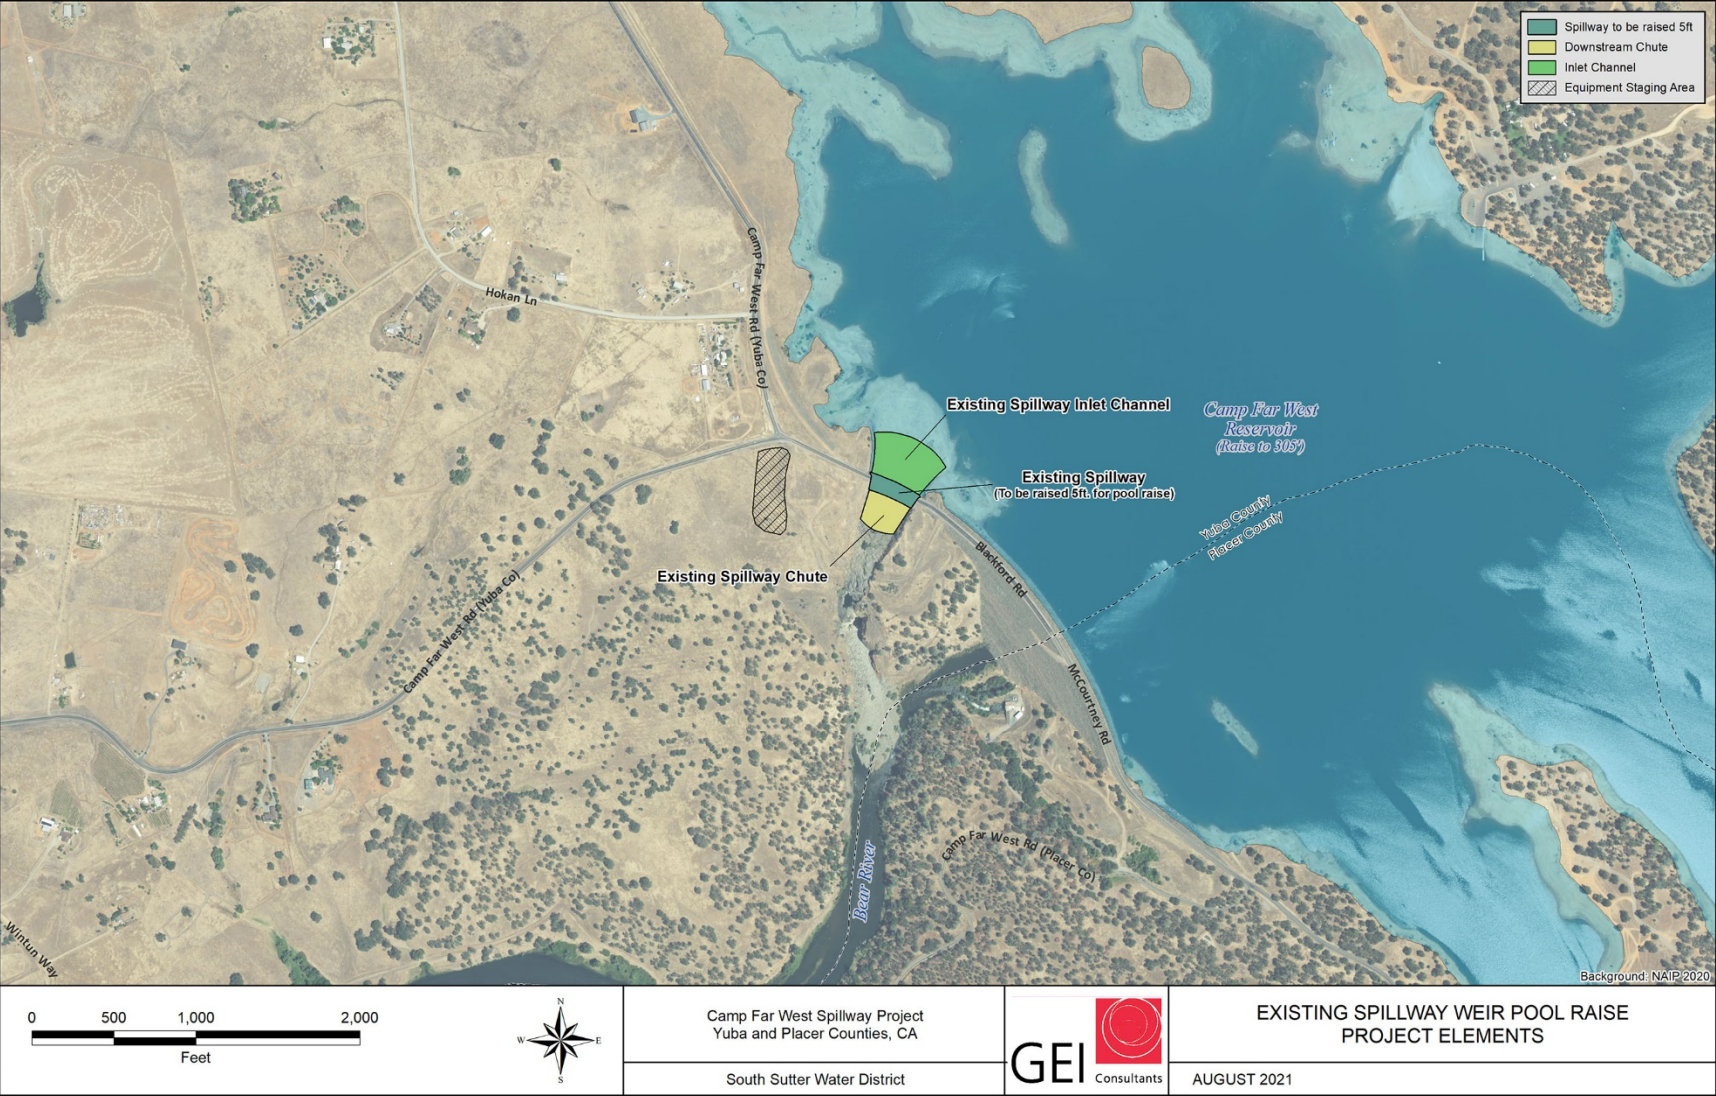 Spillway to be raised 5ft
Downstream Chute
Inlet Channel
Equipment Staging Area
Camp Far West Rd (Yuba Co)
Hokan Ln
Existing Spillway Inlet Channel
Camp Far West
Reservoir
(Raise to 305')
Existing Spillway
(To be raised 5ft. for pool raise)
Yuba County
Placer County
Existing Spillway Chute
Blackford Rd
Camp Far West Rd (Yuba Co)
McCourtney Rd
Camp Far West Rd (Placer Co)
Bear River
Wintun Way
Background: NAIP 2020
0 500 1,000 2,000
Feet
N
W E
S
Camp Far West Spillway Project
Yuba and Placer Counties, CA
South Sutter Water District
GEI Consultants
EXISTING SPILLWAY WEIR POOL RAISE
PROJECT ELEMENTS
AUGUST 2021